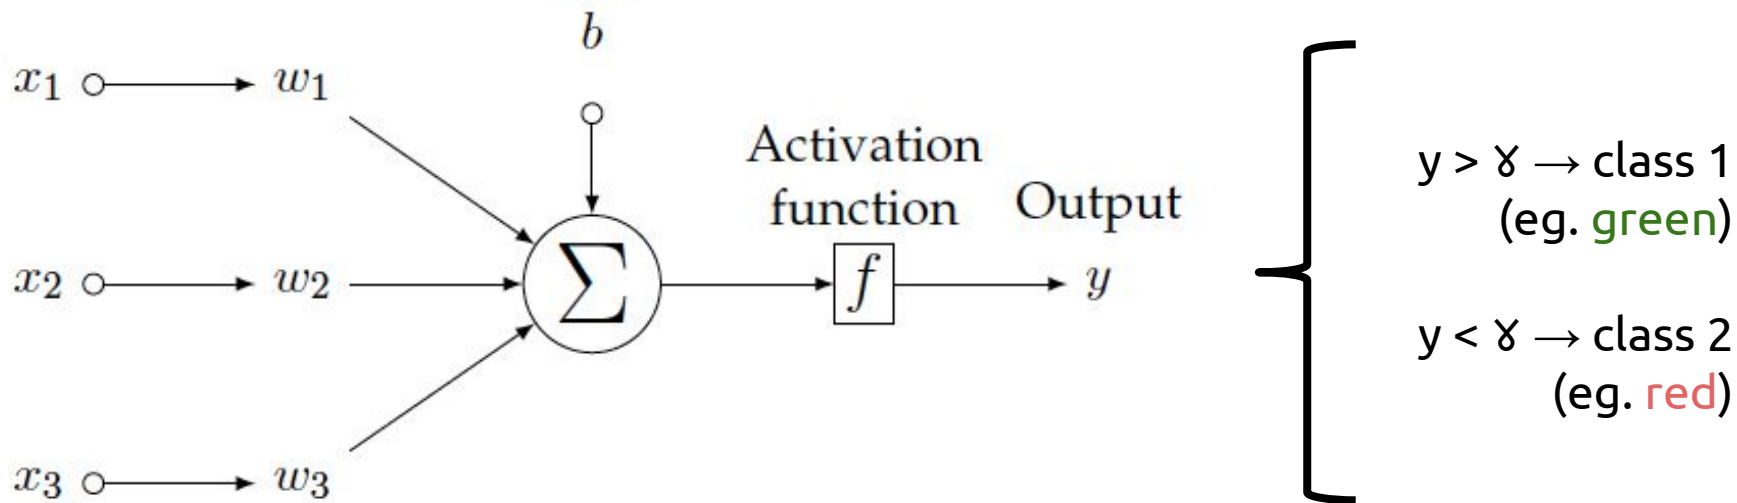 b
x1 w1
Activation
function
Output
x2 w2 Σ f y
x3 w3
y > ɤ → class 1
(eg. green)
y < ɤ → class 2
(eg. red)